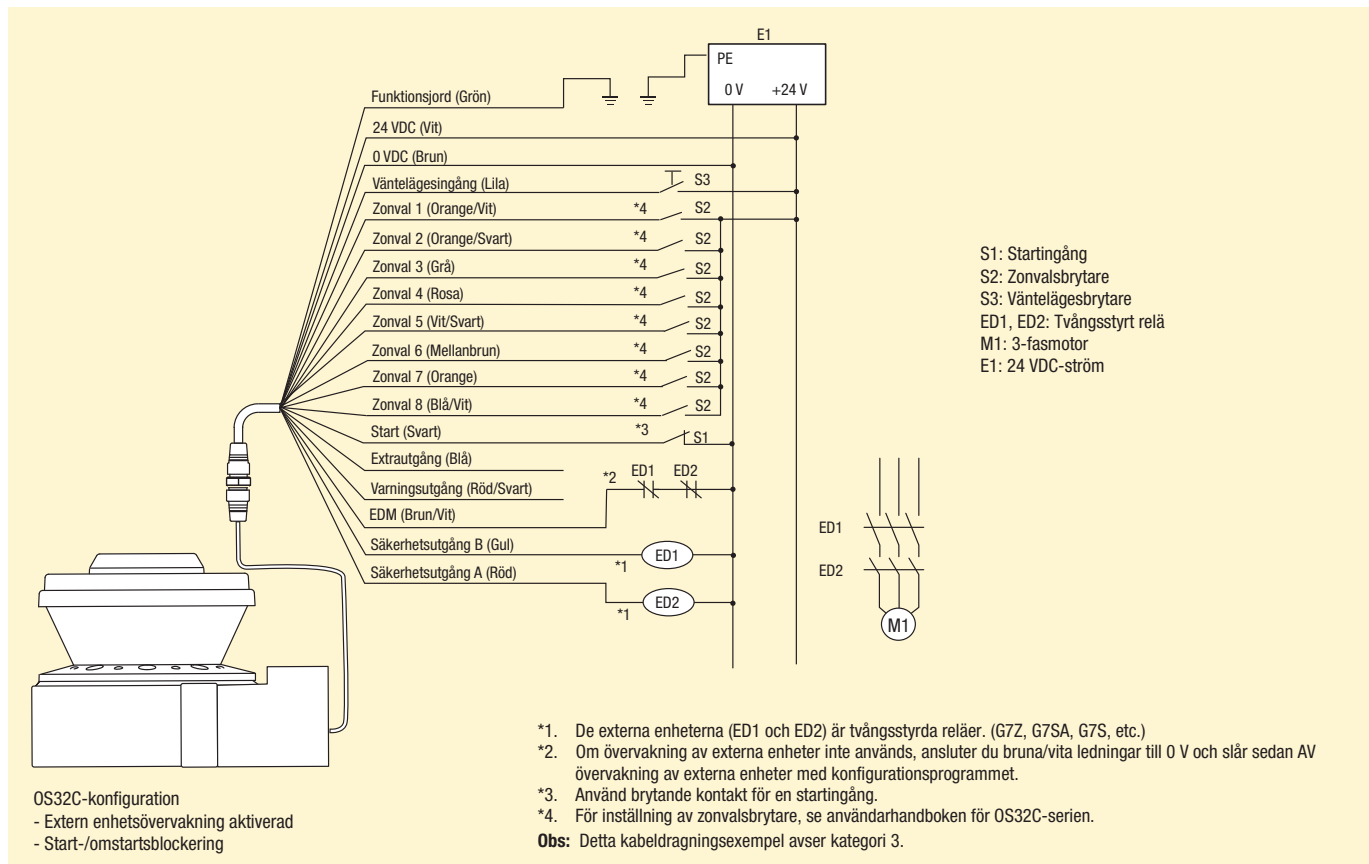 E1
PE
0 V +24 V
Funktionsjord (Grön)
24 VDC (Vit)
0 VDC (Brun)
Väntelägesingång (Lila) S3
Zonval 1 (Orange/Vit) *4 S2
Zonval 2 (Orange/Svart) *4 S2
Zonval 3 (Grå) *4 S2
Zonval 4 (Rosa) *4 S2
Zonval 5 (Vit/Svart) *4 S2
Zonval 6 (Mellanbrun) *4 S2
Zonval 7 (Orange) *4 S2
Zonval 8 (Blå/Vit) *4 S2
Start (Svart) *3 S1
Extrautgång (Blå)
Varningsutgång (Röd/Svart) *2 ED1 ED2
EDM (Brun/Vit)
Säkerhetsutgång B (Gul) *1 ED1
Säkerhetsutgång A (Röd) *1 ED2
S1: Startingång
S2: Zonvalsbrytare
S3: Väntelägesbrytare
ED1, ED2: Tvångsstyrt relä
M1: 3-fasmotor
E1: 24 VDC-ström
ED1
ED2
M1
OS32C-konfiguration
- Extern enhetsövervakning aktiverad
- Start-/omstartsblockering
*1. De externa enheterna (ED1 och ED2) är tvångsstyrda reläer. (G7Z, G7SA, G7S, etc.)
*2. Om övervakning av externa enheter inte används, ansluter du bruna/vita ledningar till 0 V och slår sedan AV
övervakning av externa enheter med konfigurationsprogrammet.
*3. Använd brytande kontakt för en startingång.
*4. För inställning av zonvalsbrytare, se användarhandboken för OS32C-serien.
Obs: Detta kabeldragningsexempel avser kategori 3.